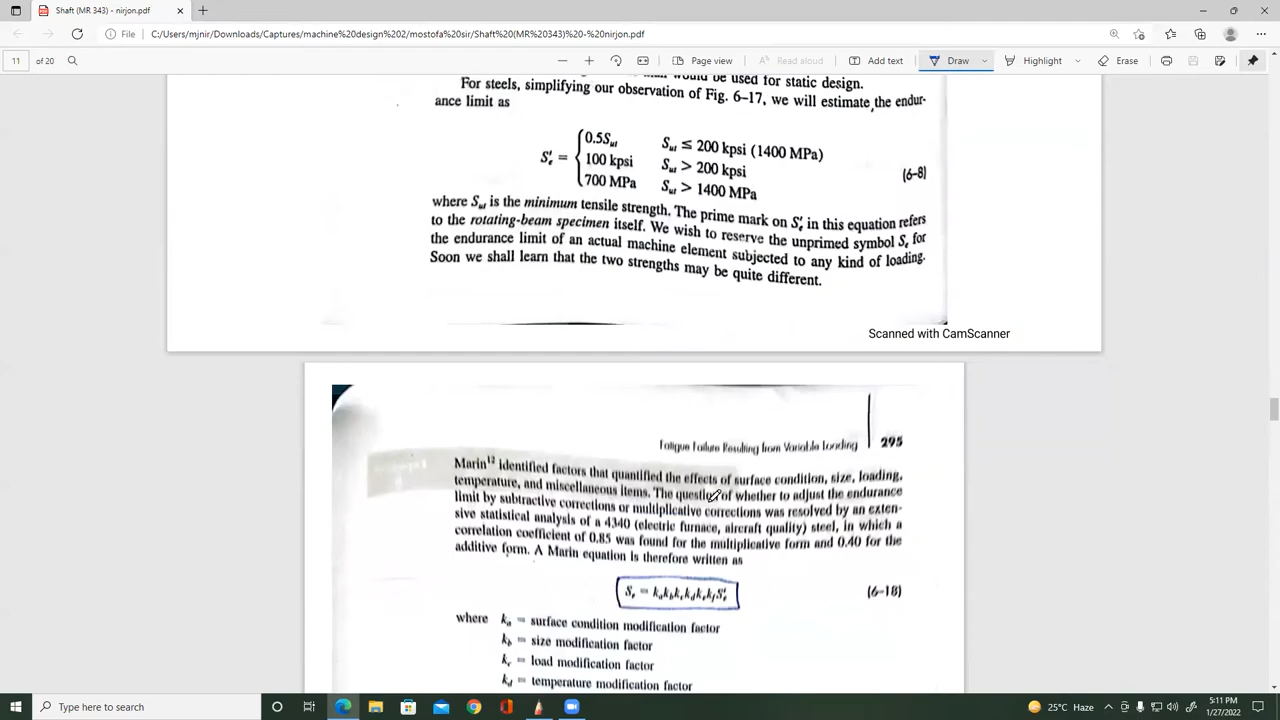 Shaft (MR 343) - nirjon.pdf
File C:/Users/mjnir/Downloads/Captures/machine%20design%202/mostofa%20sir/Shaft(MR%20343)%20-%20nirjon.pdf
11 of 20 Page view Read aloud Add text Draw Highlight Erase
would be used for static design.
For steels, simplifying our observation of Fig. 6–17, we will estimate the endur-
ance limit as
0.5Sut Sut ≤ 200 kpsi (1400 MPa)
S′e = 100 kpsi Sut > 200 kpsi (6–8)
700 MPa Sut > 1400 MPa
where Sut is the minimum tensile strength. The prime mark on S′e in this equation refers
to the rotating-beam specimen itself. We wish to reserve the unprimed symbol Se for
the endurance limit of an actual machine element subjected to any kind of loading.
Soon we shall learn that the two strengths may be quite different.
Scanned with CamScanner
Fatigue Failure Resulting from Variable Loading 295
Marin12 identified factors that quantified the effects of surface condition, size, loading,
temperature, and miscellaneous items. The question of whether to adjust the endurance
limit by subtractive corrections or multiplicative corrections was resolved by an exten-
sive statistical analysis of a 4340 (electric furnace, aircraft quality) steel, in which a
correlation coefficient of 0.85 was found for the multiplicative form and 0.40 for the
additive form. A Marin equation is therefore written as
Se = kakbkckdkekfS′e (6–18)
where ka = surface condition modification factor
kb = size modification factor
kc = load modification factor
kd = temperature modification factor
Type here to search
25°C Haze
5:11 PM
1/27/2022